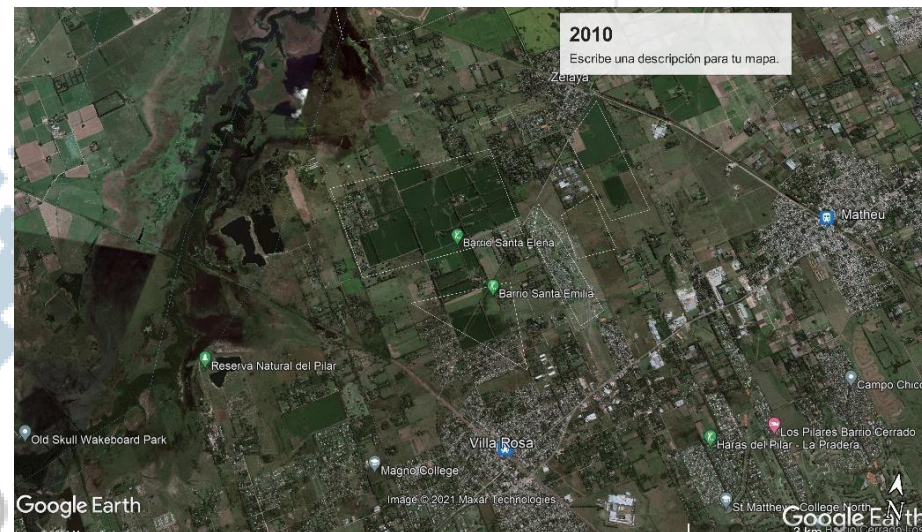 2010
Escribe una descripción para tu mapa.
Zelaya
Matheu
Barrio Santa Elena
Barrio Santa Emilia
Reserva Natural del Pilar
Campo Chico
Old Skull Wakeboard Park
Villa Rosa
Los Pilares Barrio Cerrado
Haras del Pilar - La Pradera
Magno College
Image © 2021 Maxar Technologies
St Matthew's College North
N
Google Earth
Google Earth
2 km